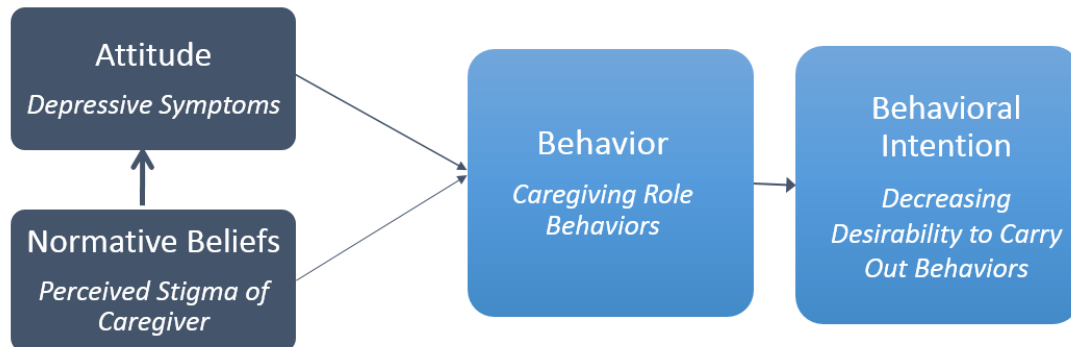 Attitude
Depressive Symptoms
Normative Beliefs
Perceived Stigma of
Caregiver
Behavior
Caregiving Role
Behaviors
Behavioral
Intention
Decreasing
Desirability to Carry
Out Behaviors